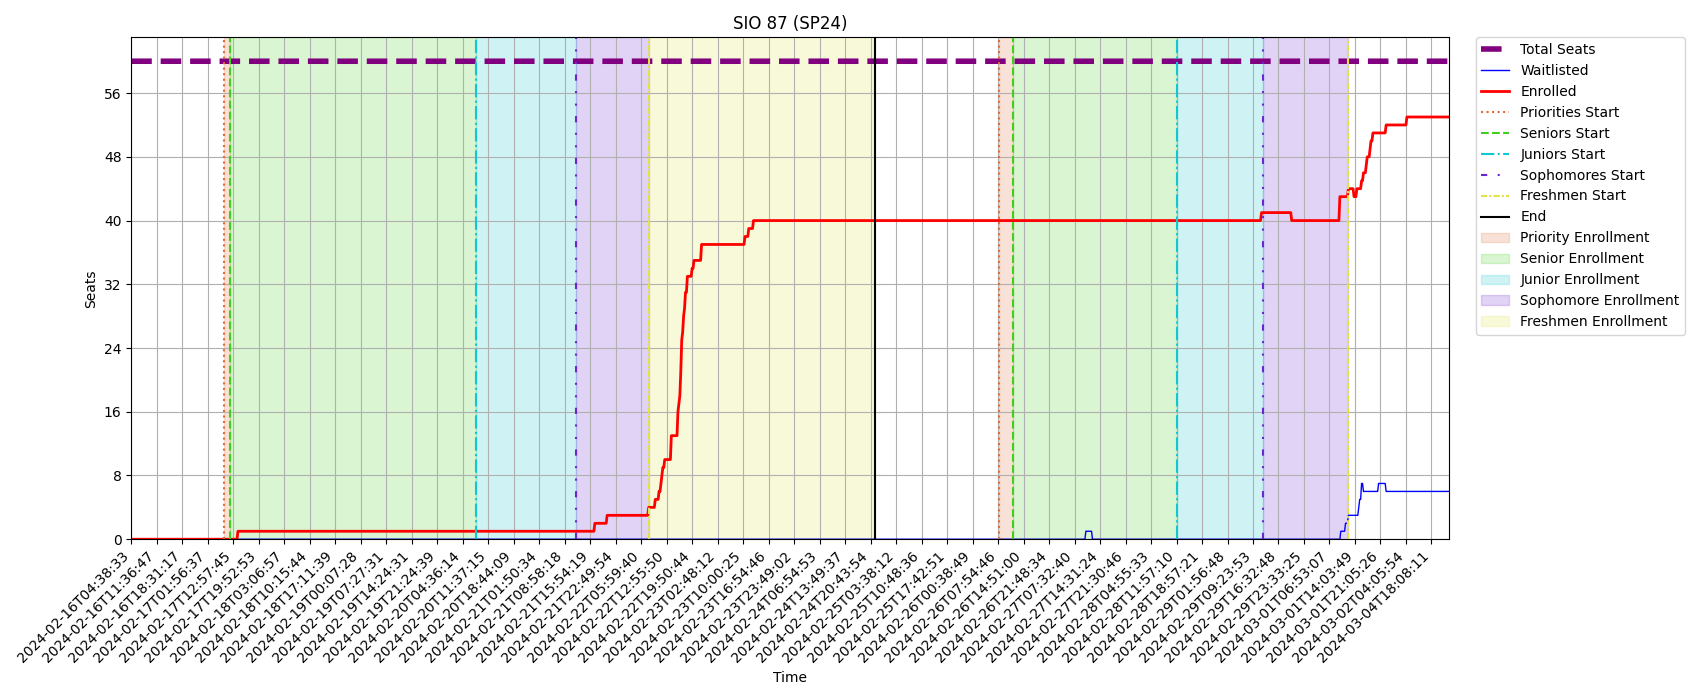 SIO 87 (SP24)
Total Seats
Waitlisted
Enrolled
Priorities Start
Seniors Start
Juniors Start
Sophomores Start
Freshmen Start
End
Priority Enrollment
Senior Enrollment
Junior Enrollment
Sophomore Enrollment
Freshmen Enrollment
Seats
56
48
40
32
24
16
8
0
2024-02-16T04:38:33
2024-02-16T11:36:47
2024-02-16T18:31:17
2024-02-17T01:56:37
2024-02-17T12:57:45
2024-02-17T19:52:53
2024-02-18T03:06:57
2024-02-18T10:15:44
2024-02-18T17:11:39
2024-02-19T00:07:28
2024-02-19T07:27:31
2024-02-19T14:24:31
2024-02-19T21:24:39
2024-02-20T04:36:14
2024-02-20T11:37:15
2024-02-20T18:44:09
2024-02-21T01:50:34
2024-02-21T08:58:18
2024-02-21T15:54:19
2024-02-21T22:49:54
2024-02-22T05:59:40
2024-02-22T12:55:50
2024-02-22T19:50:44
2024-02-23T02:48:12
2024-02-23T10:00:25
2024-02-23T16:54:46
2024-02-23T23:49:02
2024-02-24T06:54:53
2024-02-24T13:49:37
2024-02-24T20:43:54
2024-02-25T03:38:12
2024-02-25T10:48:36
2024-02-25T17:42:51
2024-02-26T00:38:49
2024-02-26T07:54:46
2024-02-26T14:51:00
2024-02-26T21:48:34
2024-02-27T07:32:40
2024-02-27T14:31:24
2024-02-27T21:30:46
2024-02-28T04:55:33
2024-02-28T11:57:10
2024-02-28T18:57:21
2024-02-29T01:56:48
2024-02-29T09:23:53
2024-02-29T16:32:48
2024-02-29T23:33:25
2024-03-01T06:53:07
2024-03-01T14:03:49
2024-03-01T21:05:26
2024-03-02T04:05:54
2024-03-04T18:08:11
Time